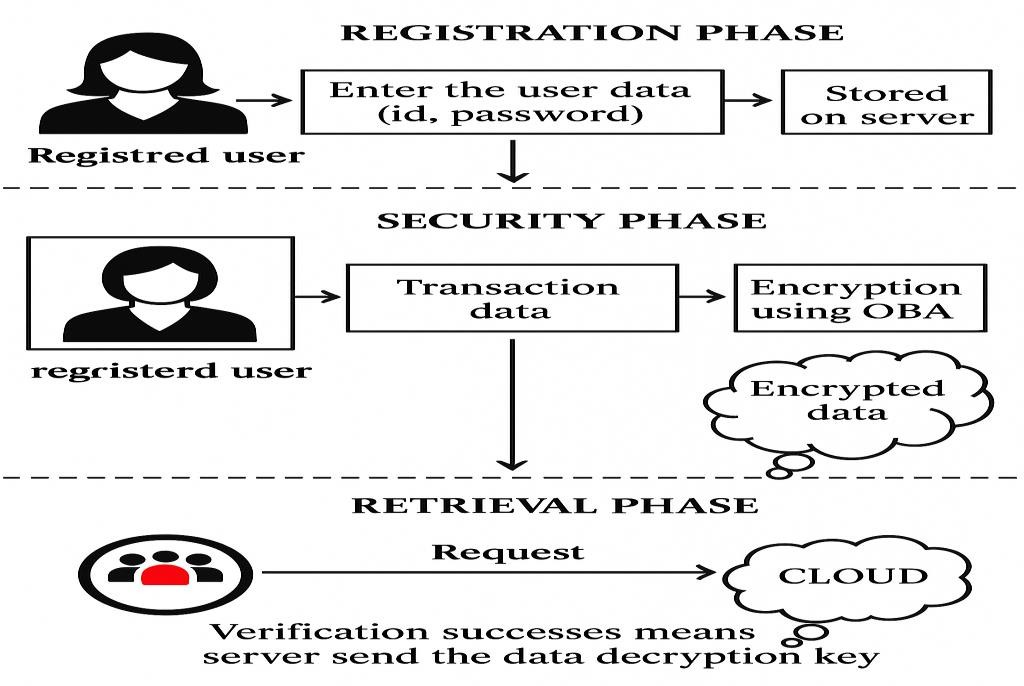 REGISTRATION PHASE
Enter the user data
(id, password)
Stored
on server
Registred user
SECURITY PHASE
Transaction
data
Encryption
using OBA
regristerd user
Encrypted
data
RETRIEVAL PHASE
Request
CLOUD
Verification successes means
server send the data decryption key